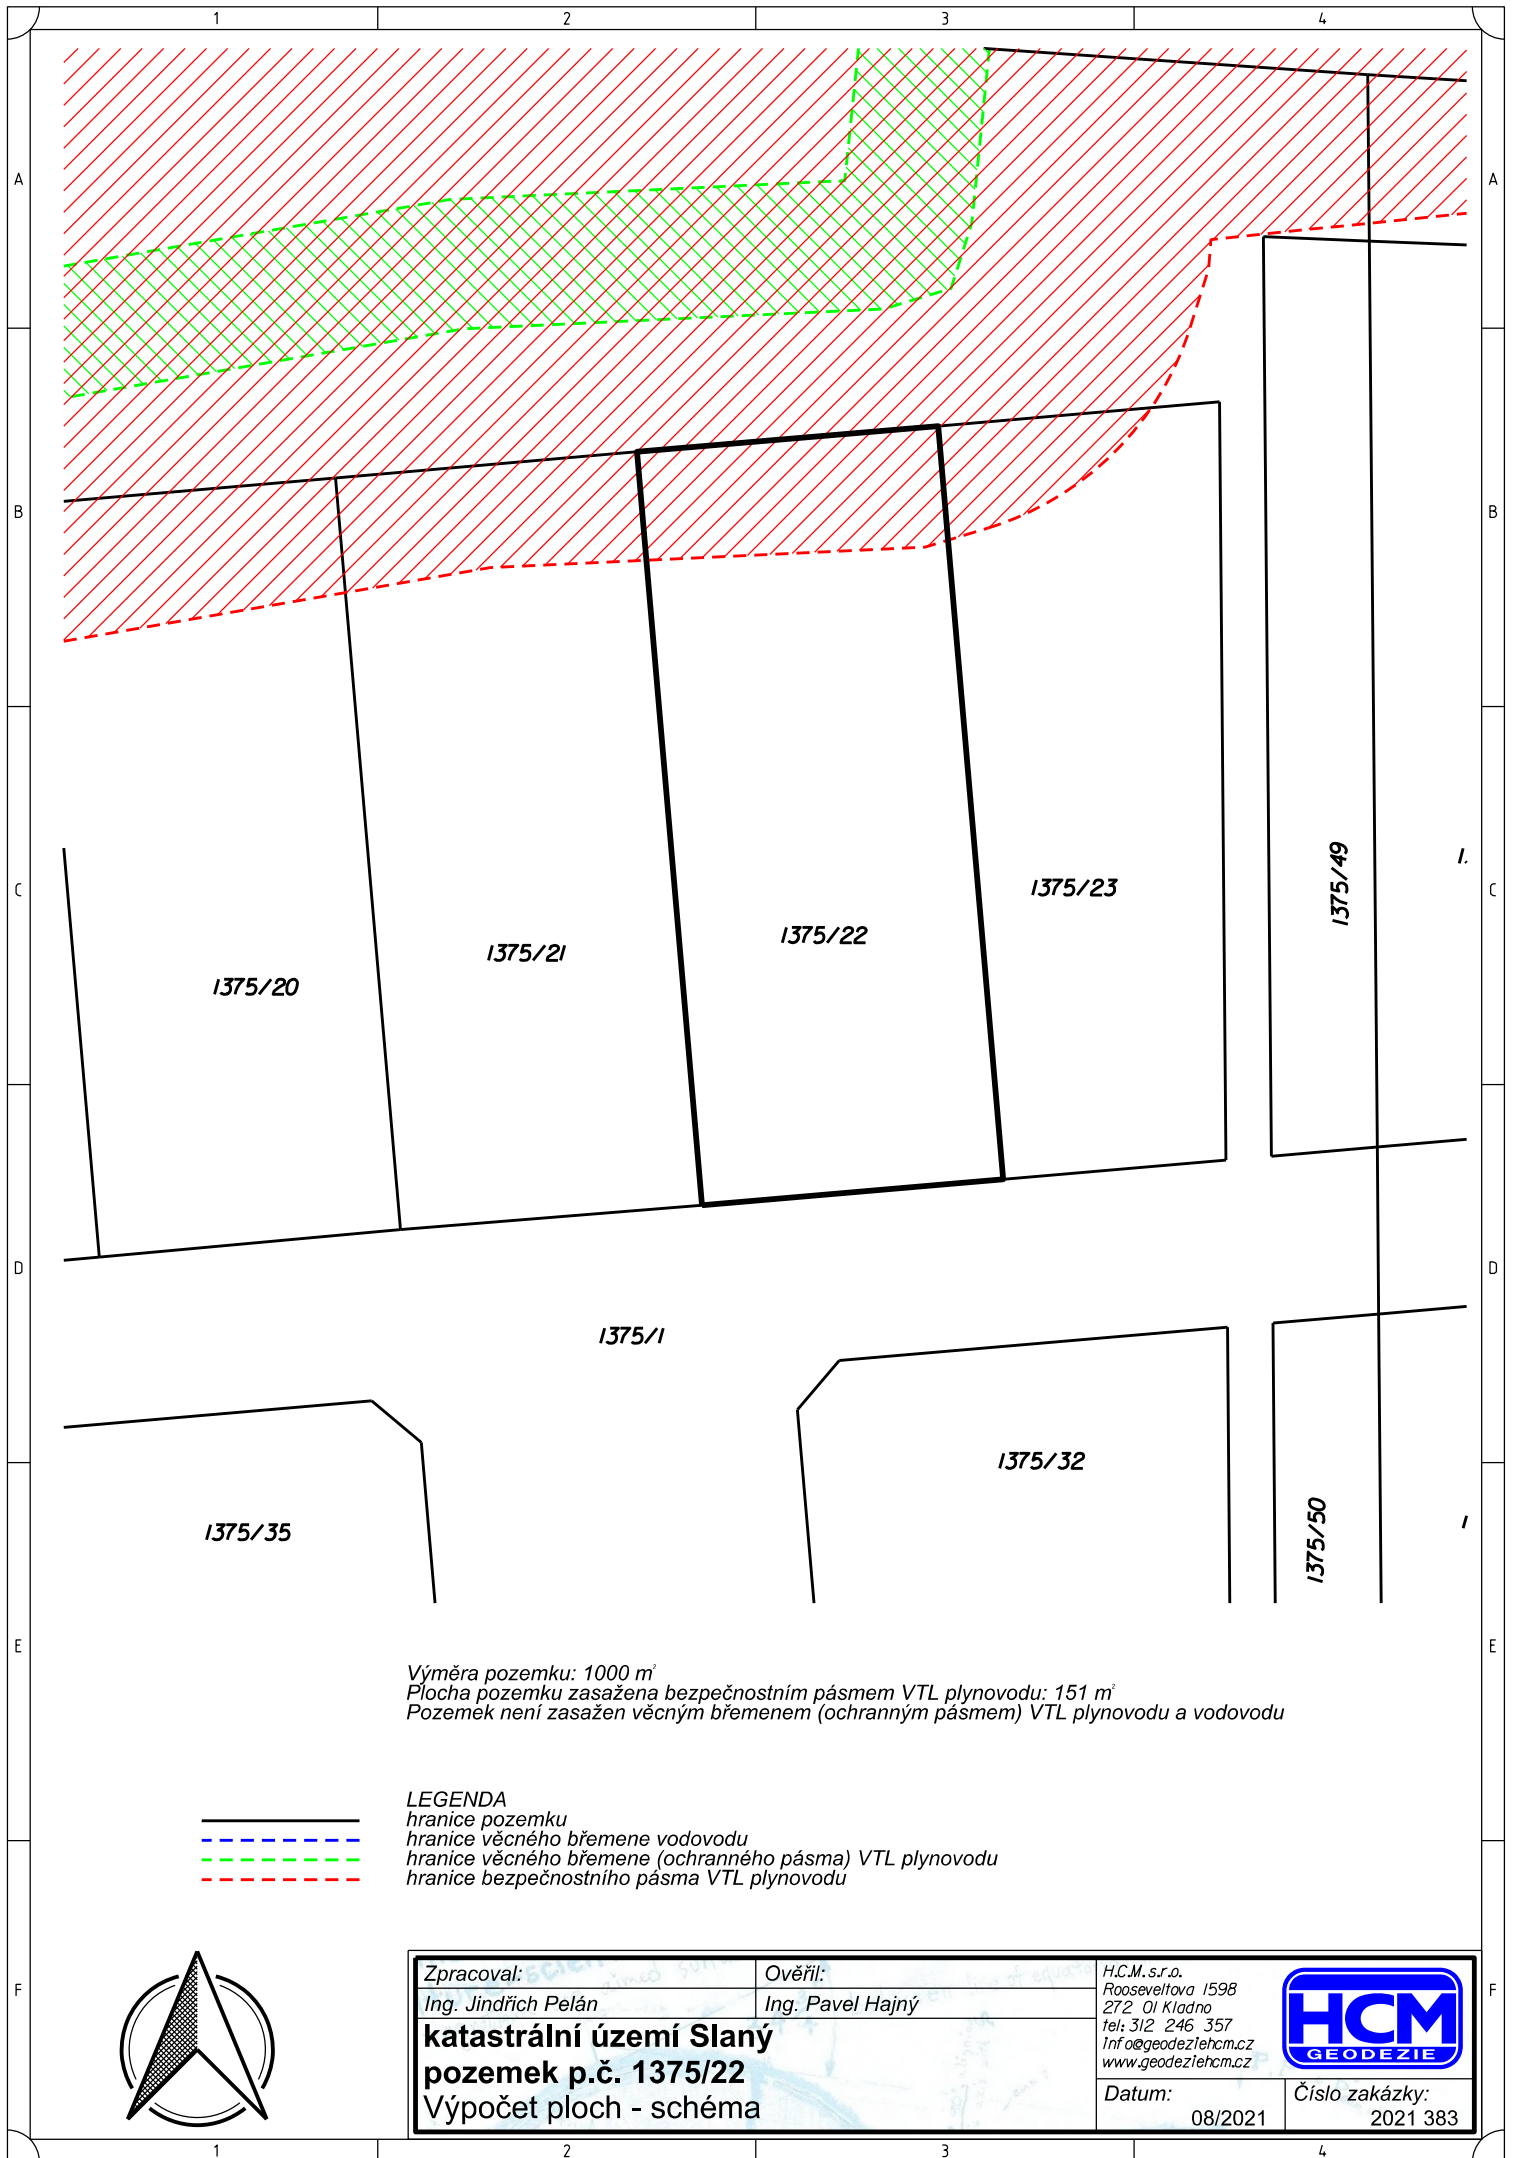 1 2 3 4
A A
B B
1375/49
1.
C C
1375/23
1375/22
1375/21
1375/20
D D
1375/1
1375/32
1375/50
1375/35
E E
Výměra pozemku: 1000 m²
Plocha pozemku zasažena bezpečnostním pásmem VTL plynovodu: 151 m²
Pozemek není zasažen věcným břemenem (ochranným pásmem) VTL plynovodu a vodovodu
LEGENDA
hranice pozemku
hranice věcného břemene vodovodu
hranice věcného břemene (ochranného pásma) VTL plynovodu
hranice bezpečnostního pásma VTL plynovodu
F F
Zpracoval: Ověřil:
Ing. Jindřich Pelán Ing. Pavel Hajný
katastrální území Slaný
pozemek p.č. 1375/22
Výpočet ploch - schéma
H.C.M. s.r.o.
Rooseveltova 1598
272 01 Kladno
tel: 312 246 357
info@geodeziehcm.cz
www.geodeziehcm.cz
HCM
GEODEZIE
Datum: Číslo zakázky:
08/2021 2021 383
1 2 3 4